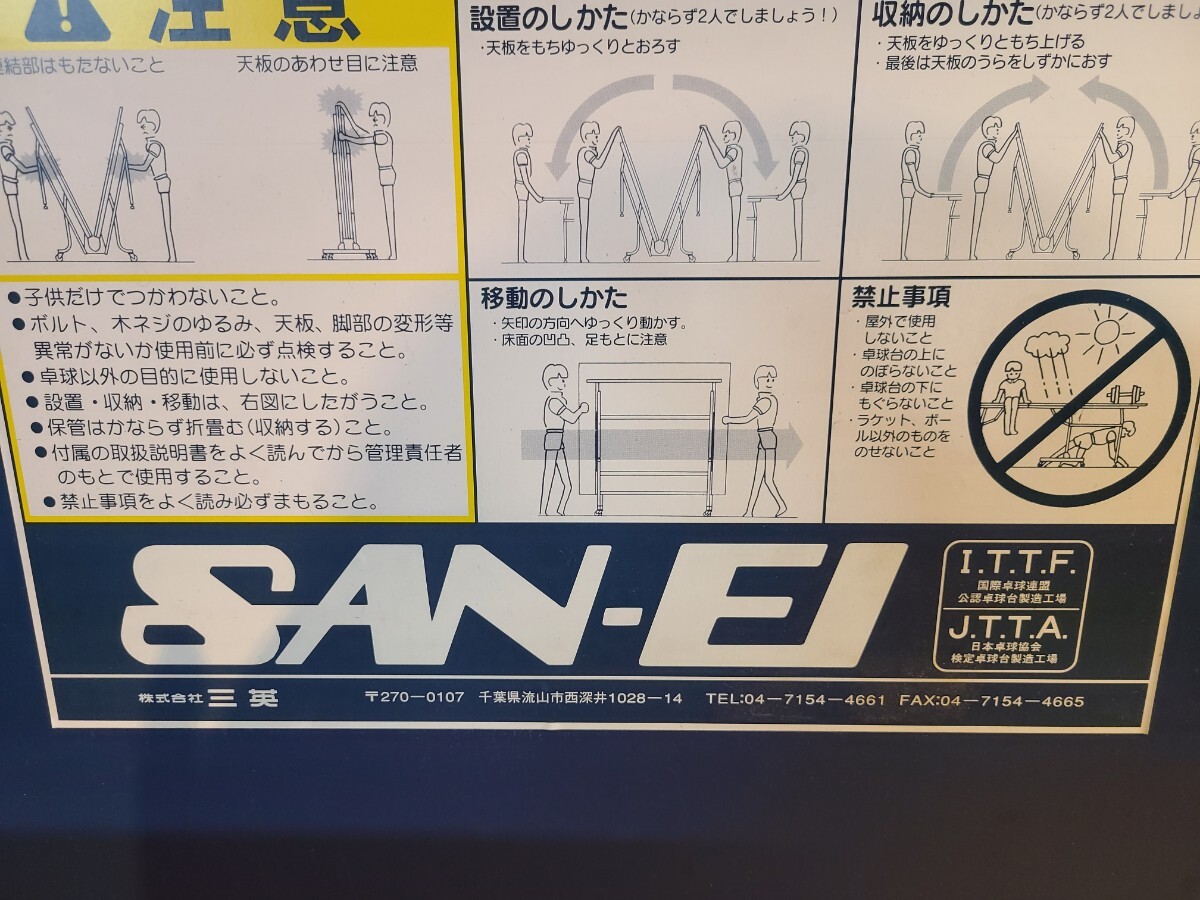 注意
連結部はもたないこと
天板のあわせ目に注意
●子供だけでつかわないこと。
●ボルト、木ネジのゆるみ、天板、脚部の変形等
異常がないか使用前に必ず点検すること。
●卓球以外の目的に使用しないこと。
●設置・収納・移動は、右図にしたがうこと。
●保管はかならず折畳む(収納する)こと。
●付属の取扱説明書をよく読んでから管理責任者
のもとで使用すること。
●禁止事項をよく読み必ずまもること。
設置のしかた(かならず2人でしましょう!)
・天板をもちゆっくりとおろす
収納のしかた(かならず2人でしまし
・天板をゆっくりともち上げる
・最後は天板のうらをしずかにおす
移動のしかた
・矢印の方向へゆっくり動かす。
・床面の凹凸、足もとに注意
禁止事項
・屋外で使用
しないこと
・卓球台の上に
のぼらないこと
・卓球台の下に
もぐらないこと
・ラケット、ボー
ル以外のものを
のせないこと
SAN-EI
I.T.T.F.
国際卓球連盟
公認卓球台製造工場
J.T.T.A.
日本卓球協会
検定卓球台製造工場
株式会社 三英 〒270-0107 千葉県流山市西深井1028-14 TEL:04-7154-4661 FAX:04-7154-4665